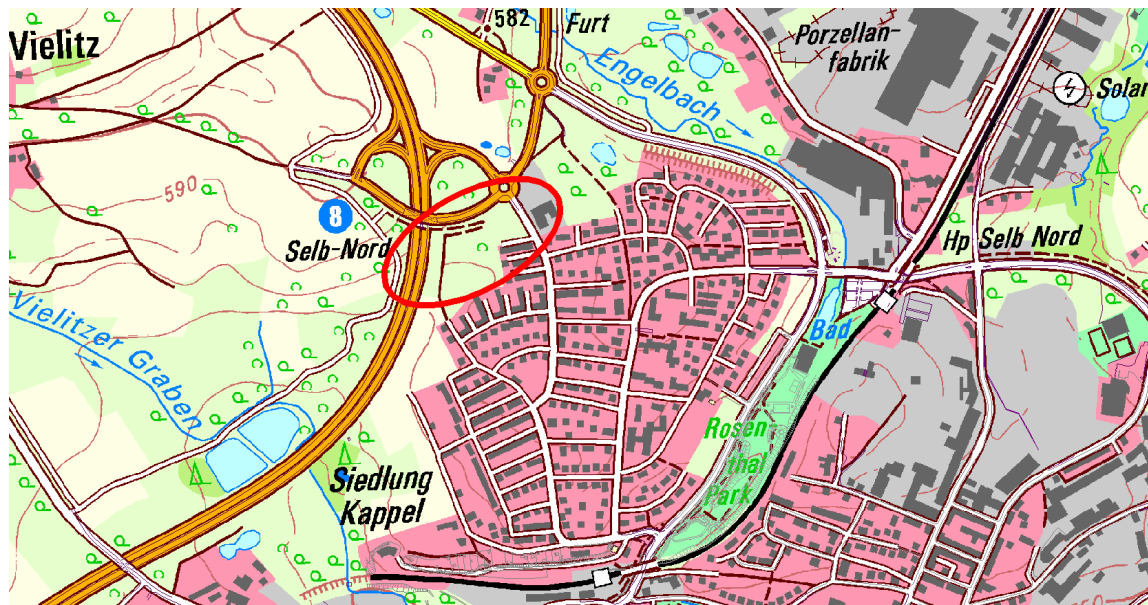 Vielitz
582
Furt
Engelbach
Porzellan-
fabrik
Solar
590
8
Selb-Nord
Hp Selb Nord
Vielitzer Graben
Bad
Rosen-
thal
Park
Siedlung
Kappel